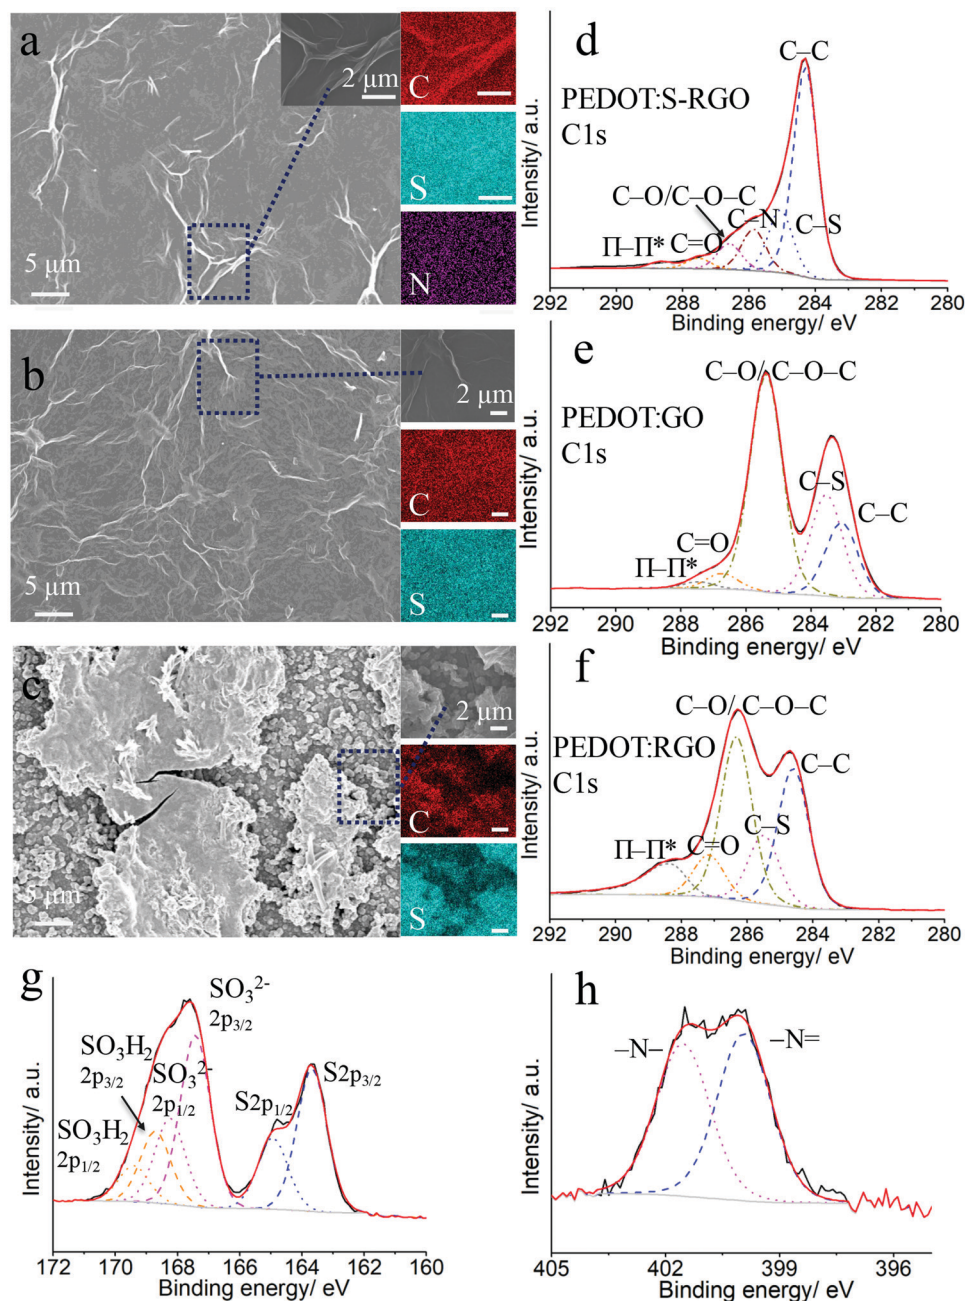 a
2 μm
C
S
N
5 μm
b
2 μm
C
S
5 μm
c
2 μm
C
S
5 μm
d
C–C
PEDOT:S-RGO
C1s
C–O/C–O–C
C–N
C–S
Π–Π*
C=O
Intensity/ a.u.
292 290 288 286 284 282 280
Binding energy/ eV
e
C–O/C–O–C
PEDOT:GO
C1s
C–S
C–C
C=O
Π–Π*
Intensity/ a.u.
292 290 288 286 284 282 280
Binding energy/ eV
f
C–O/C–O–C
PEDOT:RGO
C1s
C–C
C–S
Π–Π*
C=O
Intensity/ a.u.
292 290 288 286 284 282 280
Binding energy/ eV
g
SO₃²⁻
2p₃/₂
SO₃H₂
2p₃/₂
SO₃²⁻
2p₁/₂
SO₃H₂
2p₁/₂
S2p₁/₂
S2p₃/₂
Intensity/ a.u.
172 170 168 166 164 162 160
Binding energy/ eV
h
–N–
–N=
Intensity/ a.u.
405 402 399 396
Binding energy/ eV